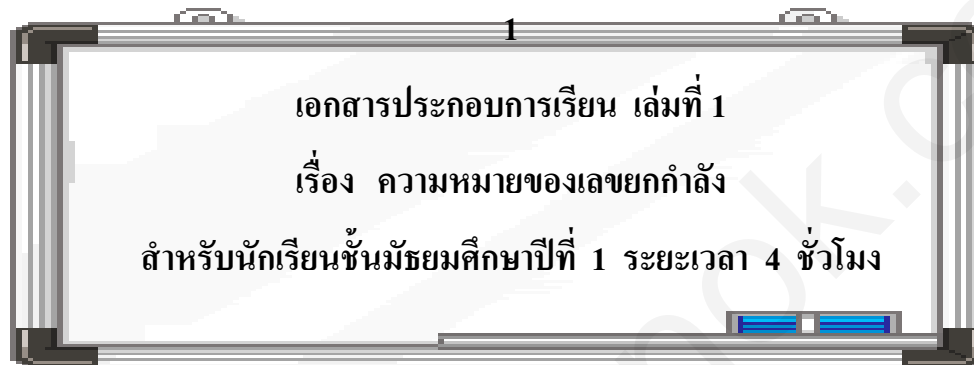 1
เอกสารประกอบการเรียน เล่มที่ 1
เรื่อง ความหมายของเลขยกกำลัง
สำหรับนักเรียนชั้นมัธยมศึกษาปีที่ 1 ระยะเวลา 4 ชั่วโมง